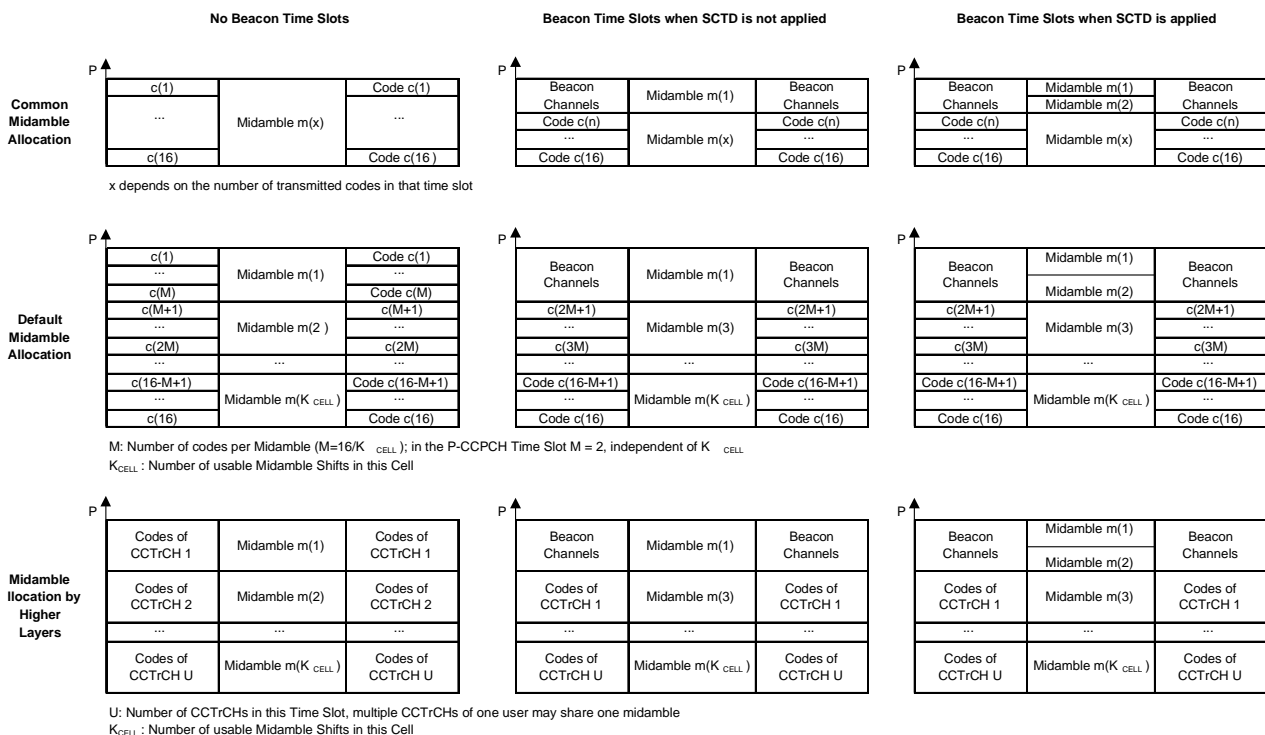 No Beacon Time Slots
Beacon Time Slots when SCTD is not applied
Beacon Time Slots when SCTD is applied
Common
Midamble
Allocation
P
c(1)
...
c(16)
Midamble m(x)
Code c(1)
...
Code c(16)
x depends on the number of transmitted codes in that time slot
P
Beacon
Channels
Code c(n)
...
Code c(16)
Midamble m(1)
Midamble m(x)
Beacon
Channels
Code c(n)
...
Code c(16)
P
Beacon
Channels
Code c(n)
...
Code c(16)
Midamble m(1)
Midamble m(2)
Midamble m(x)
Beacon
Channels
Code c(n)
...
Code c(16)
Default
Midamble
Allocation
P
c(1)
...
c(M)
c(M+1)
...
c(2M)
...
c(16-M+1)
...
c(16)
Midamble m(1)
Midamble m(2 )
...
Midamble m(K CELL )
Code c(1)
...
Code c(M)
c(M+1)
...
c(2M)
...
Code c(16-M+1)
...
Code c(16)
P
Beacon
Channels
c(2M+1)
...
c(3M)
...
Code c(16-M+1)
...
Code c(16)
Midamble m(1)
Midamble m(3)
...
Midamble m(K CELL )
Beacon
Channels
c(2M+1)
...
c(3M)
...
Code c(16-M+1)
...
Code c(16)
P
Beacon
Channels
c(2M+1)
...
c(3M)
...
Code c(16-M+1)
...
Code c(16)
Midamble m(1)
Midamble m(2)
Midamble m(3)
...
Midamble m(K CELL )
Beacon
Channels
c(2M+1)
...
c(3M)
...
Code c(16-M+1)
...
Code c(16)
M: Number of codes per Midamble (M=16/K CELL ); in the P-CCPCH Time Slot M = 2, independent of K CELL
KCELL : Number of usable Midamble Shifts in this Cell
Midamble
llocation by
Higher
Layers
P
Codes of
CCTrCH 1
Codes of
CCTrCH 2
...
Codes of
CCTrCH U
Midamble m(1)
Midamble m(2)
...
Midamble m(K CELL )
Codes of
CCTrCH 1
Codes of
CCTrCH 2
...
Codes of
CCTrCH U
P
Beacon
Channels
Codes of
CCTrCH 1
...
Codes of
CCTrCH U
Midamble m(1)
Midamble m(3)
...
Midamble m(K CELL )
Beacon
Channels
Codes of
CCTrCH 1
...
Codes of
CCTrCH U
P
Beacon
Channels
Codes of
CCTrCH 1
...
Codes of
CCTrCH U
Midamble m(1)
Midamble m(2)
Midamble m(3)
...
Midamble m(K CELL )
Beacon
Channels
Codes of
CCTrCH 1
...
Codes of
CCTrCH U
U: Number of CCTrCHs in this Time Slot, multiple CCTrCHs of one user may share one midamble
KCELL : Number of usable Midamble Shifts in this Cell